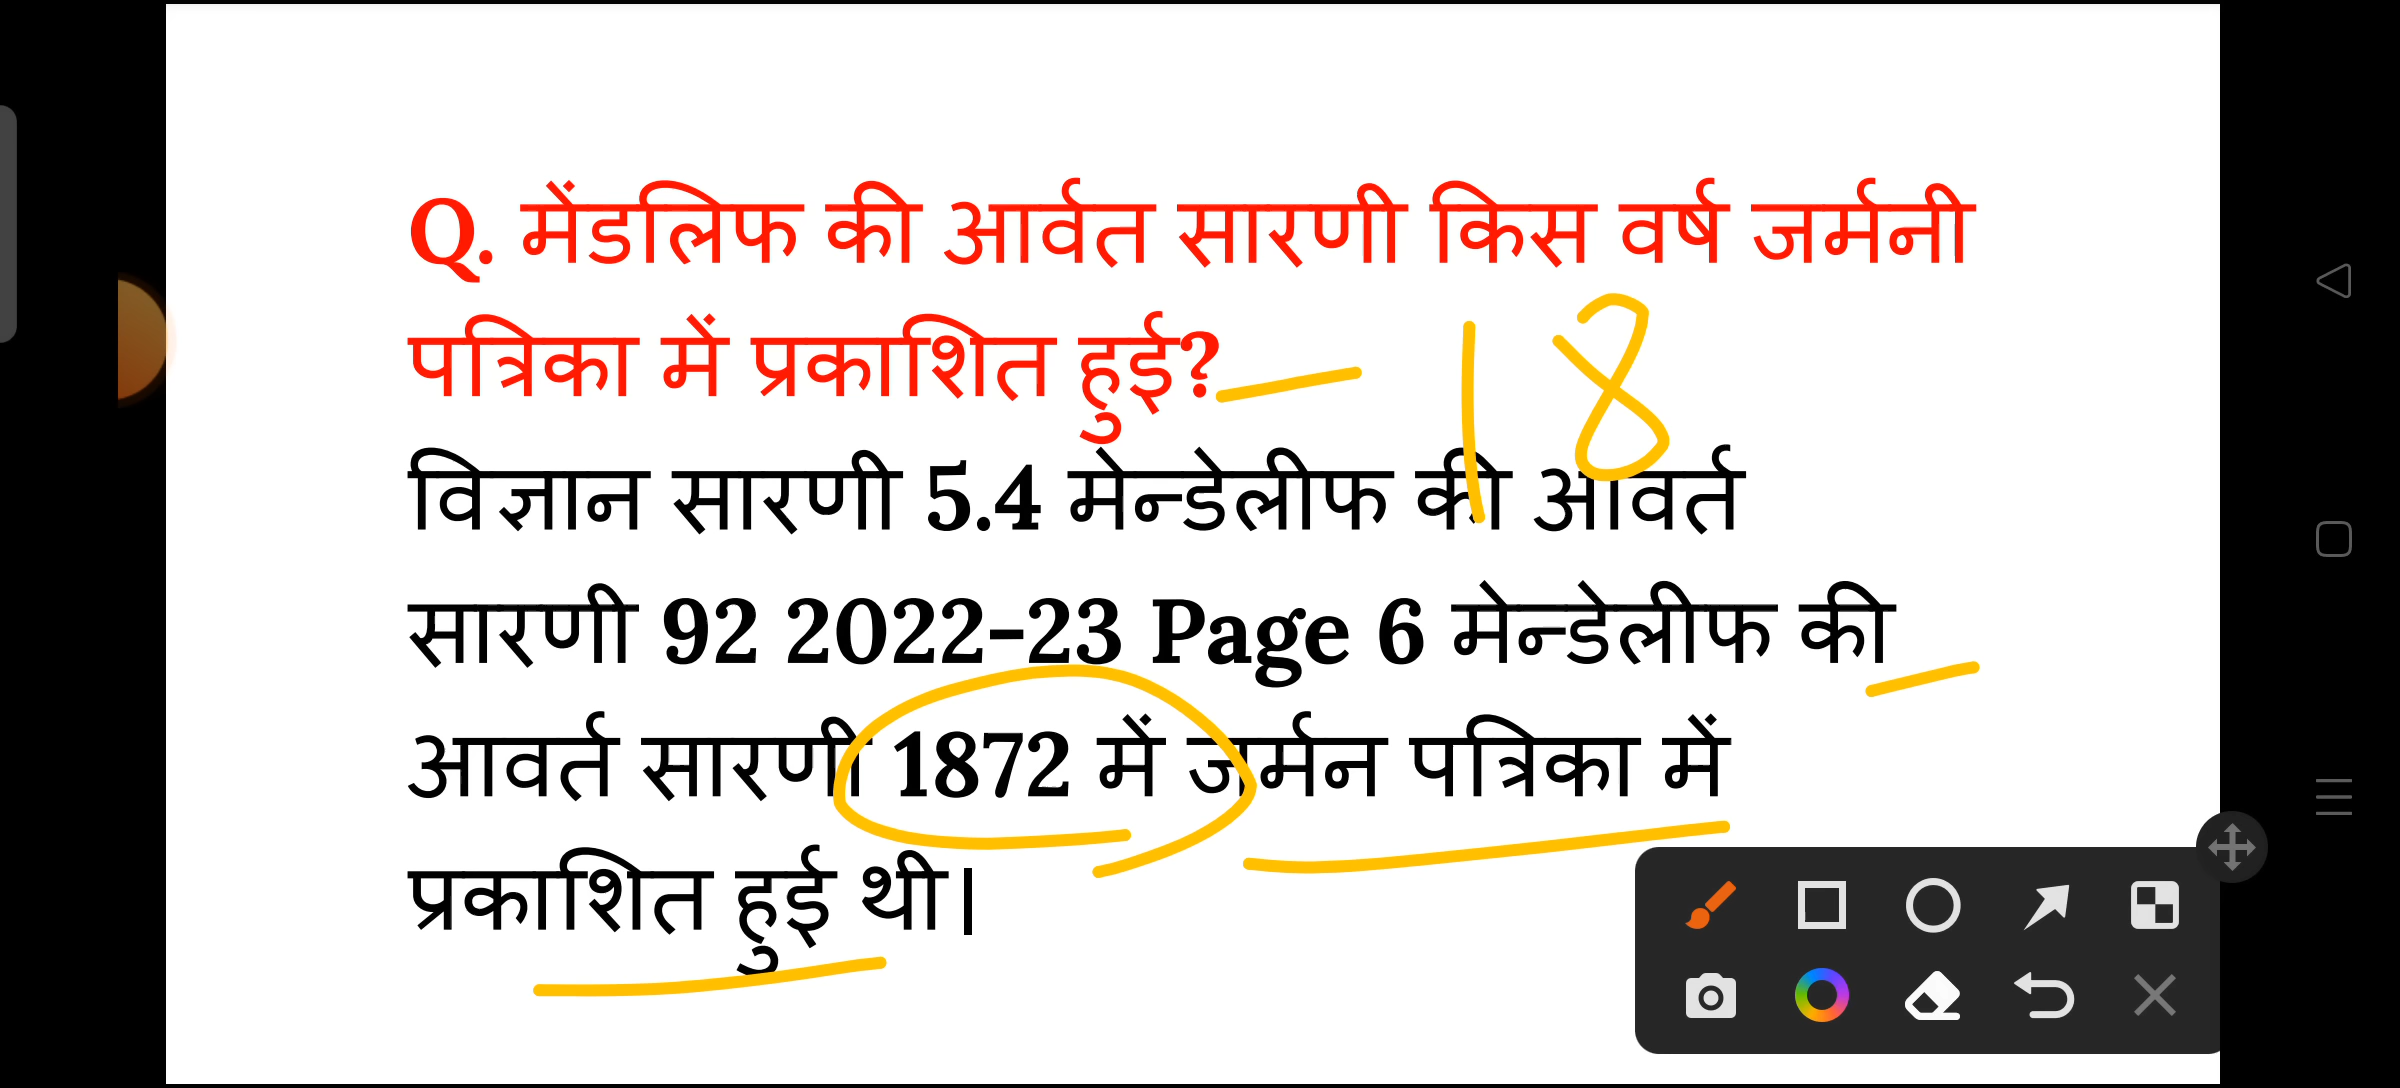 Q. मेंडलिफ की आर्वत सारणी किस वर्ष जर्मनी
पत्रिका में प्रकाशित हुई?
18
विज्ञान सारणी 5.4 मेन्डेलीफ की आवर्त
सारणी 92 2022-23 Page 6 मेन्डेलीफ की
आवर्त सारणी 1872 में जर्मन पत्रिका में
प्रकाशित हुई थी।